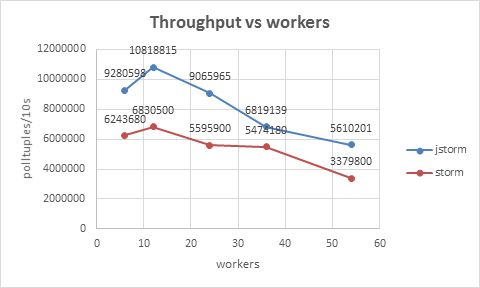 Throughput vs workers
polltuples/10s
12000000
10000000
8000000
6000000
4000000
2000000
0
9280598
10818815
9065965
6819139
5610201
6243680
6830500
5595900
5474180
3379800
0 10 20 30 40 50 60
workers
jstorm
storm